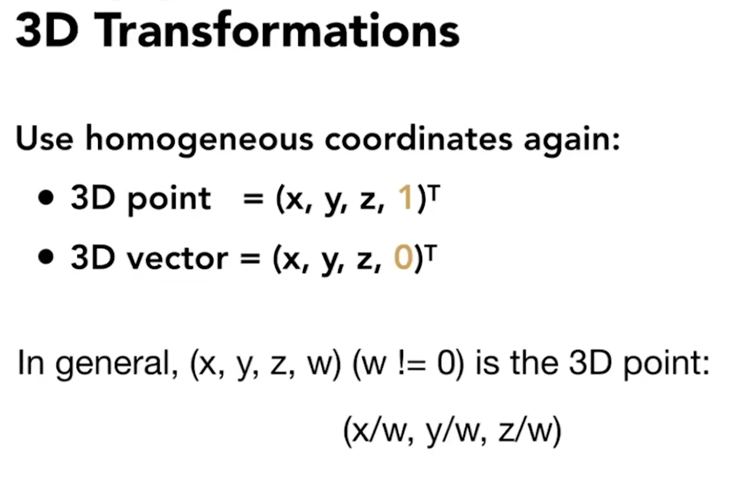 3D Transformations
Use homogeneous coordinates again:
• 3D point = (x, y, z, 1)ᵀ
• 3D vector = (x, y, z, 0)ᵀ
In general, (x, y, z, w) (w != 0) is the 3D point:
(x/w, y/w, z/w)